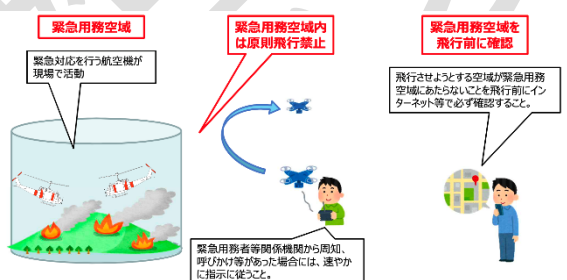 緊急用務空域
緊急対応を行う航空機が
現場で活動
緊急用務空域内
は原則飛行禁止
緊急用務者等関係機関から周知、
呼びかけ等があった場合には、速やか
に指示に従うこと。
緊急用務空域を
飛行前に確認
飛行させようとする空域が緊急用務
空域にあたらないことを飛行前にイン
ターネット等で必ず確認すること。